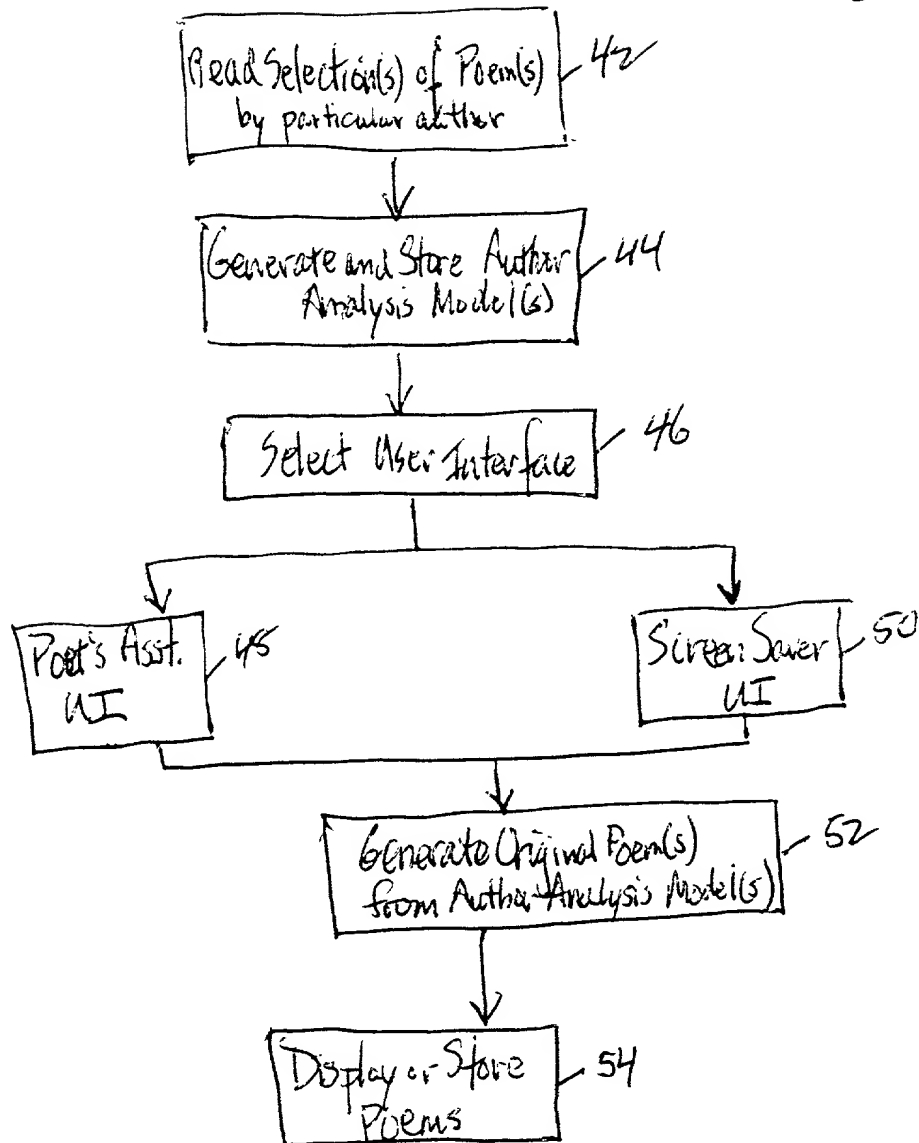 Read Selection(s) of Poem(s)
by particular author
42
Generate and Store Author
Analysis Model(s)
44
Select User Interface
46
Poet's Asst.
UI
48
Screen Saver
UI
50
Generate Original Poem(s)
from Author Analysis Model(s)
52
Display or Store
Poems
54